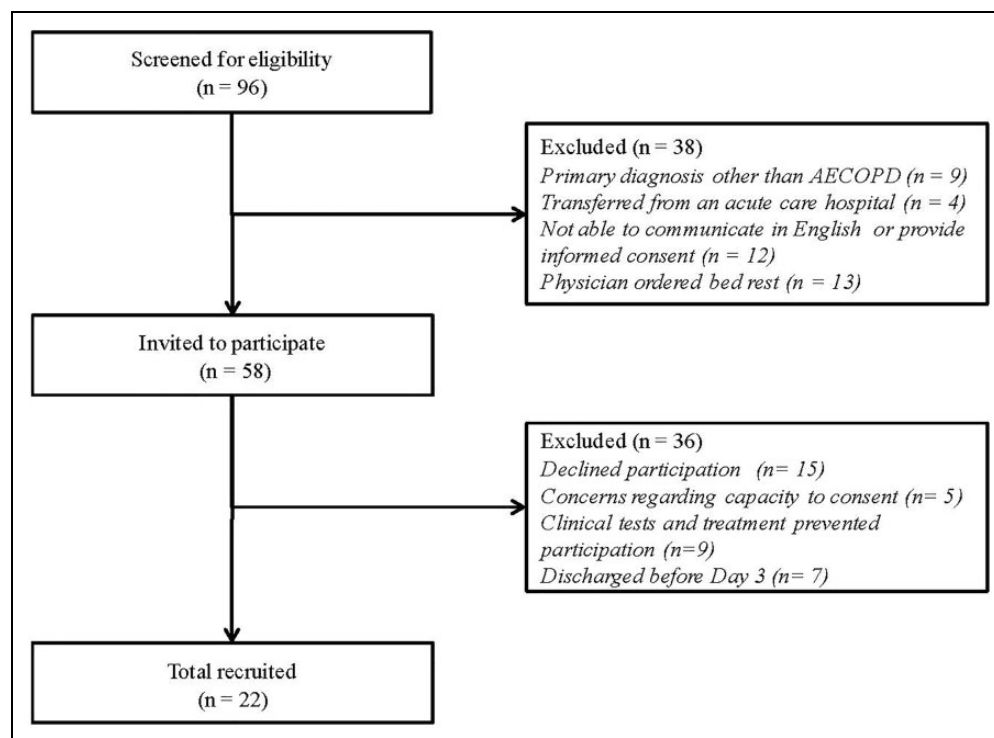 Screened for eligibility
(n = 96)
Excluded (n = 38)
Primary diagnosis other than AECOPD (n = 9)
Transferred from an acute care hospital (n = 4)
Not able to communicate in English or provide
informed consent (n = 12)
Physician ordered bed rest (n = 13)
Invited to participate
(n = 58)
Excluded (n = 36)
Declined participation (n= 15)
Concerns regarding capacity to consent (n= 5)
Clinical tests and treatment prevented
participation (n=9)
Discharged before Day 3 (n= 7)
Total recruited
(n = 22)